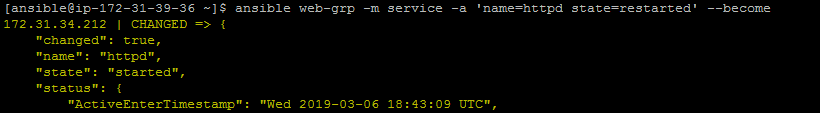 [ansible@ip-172-31-39-36 ~]$ ansible web-grp -m service -a 'name=httpd state=restarted' --become
172.31.34.212 | CHANGED => {
    "changed": true,
    "name": "httpd",
    "state": "started",
    "status": {
        "ActiveEnterTimestamp": "Wed 2019-03-06 18:43:09 UTC",